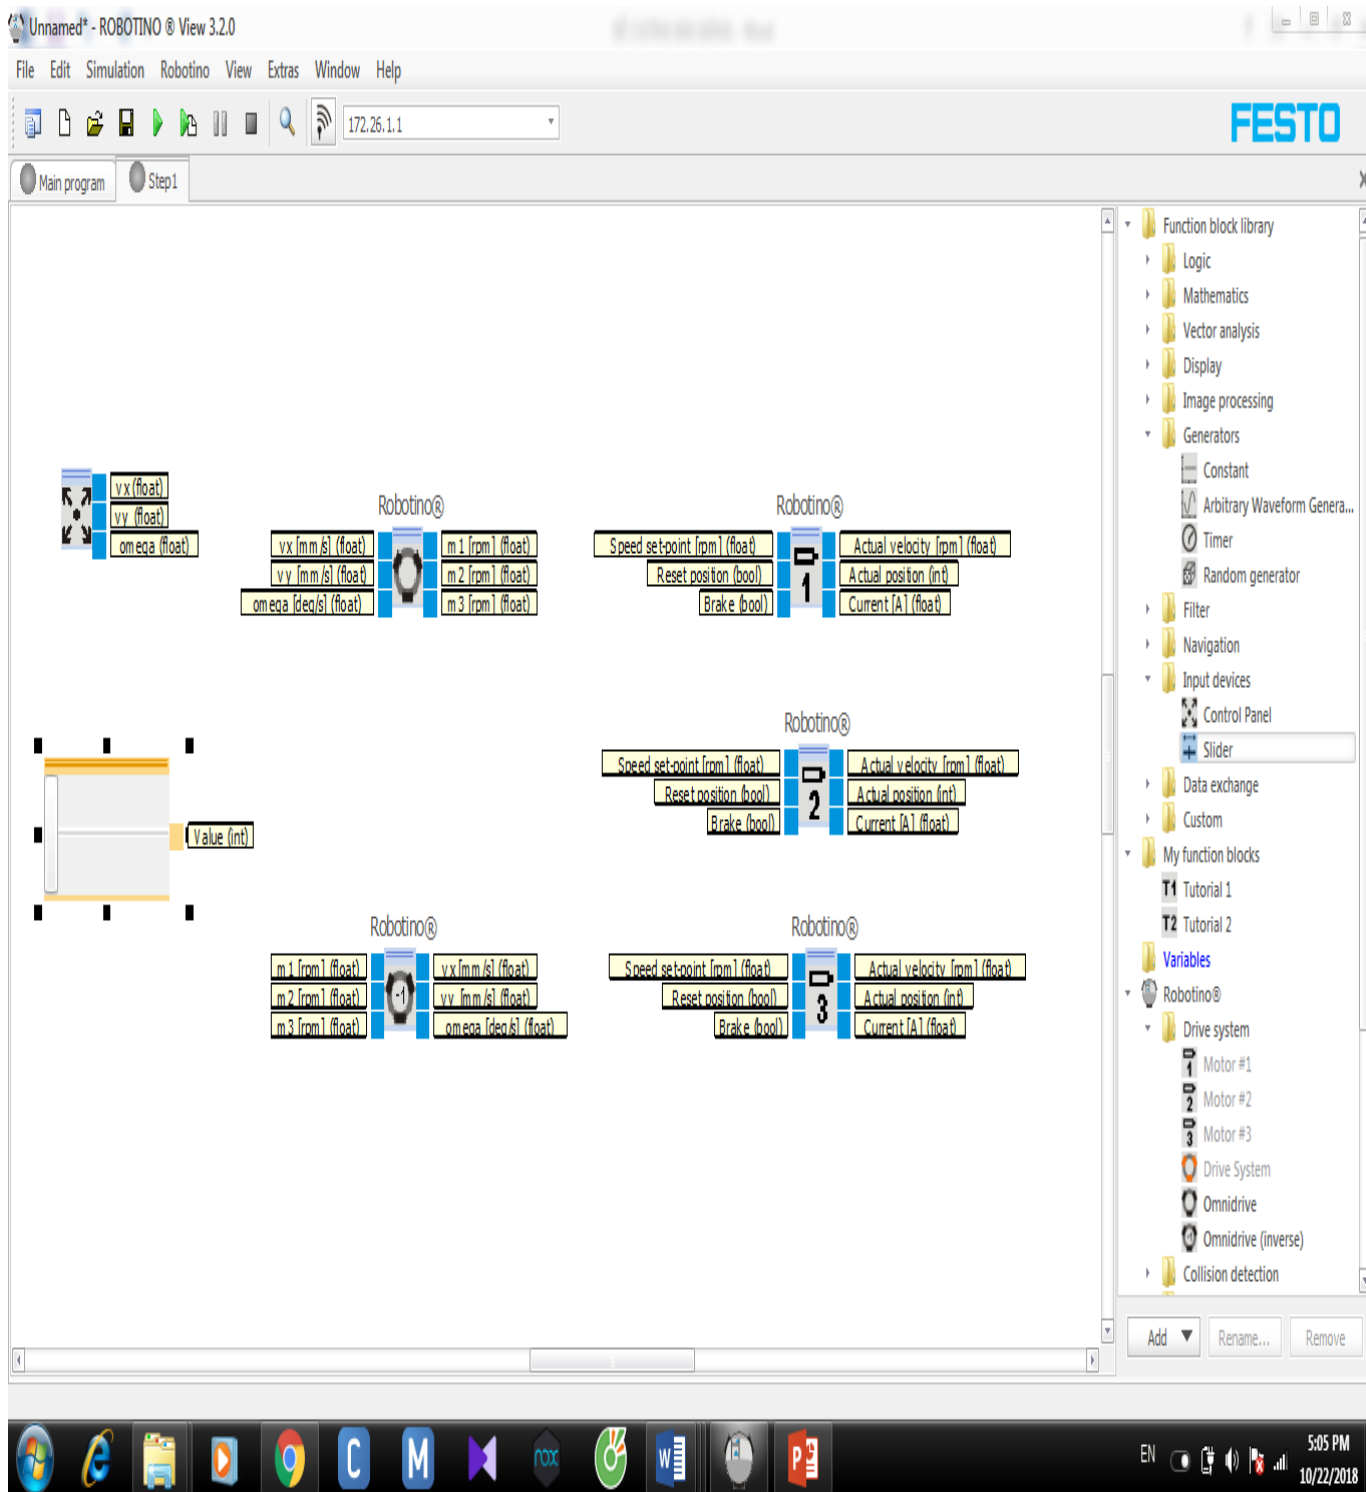 Unnamed* - ROBOTINO ® View 3.2.0
File Edit Simulation Robotino View Extras Window Help
172.26.1.1
FESTO
Main program Step1
vx (float)
vy (float)
omega (float)
Robotino®
vx [mm/s] (float) m1 [rpm] (float)
vy [mm/s] (float) m2 [rpm] (float)
omega [deg/s] (float) m3 [rpm] (float)
Robotino®
Speed set-point [rpm] (float) 1 Actual velocity [rpm] (float)
Reset position (bool) Actual position (int)
Brake (bool) Current [A] (float)
Robotino®
Speed set-point [rpm] (float) 2 Actual velocity [rpm] (float)
Reset position (bool) Actual position (int)
Brake (bool) Current [A] (float)
Value (int)
Robotino®
m1 [rpm] (float) -1 vx [mm/s] (float)
m2 [rpm] (float) vy [mm/s] (float)
m3 [rpm] (float) omega [deg/s] (float)
Robotino®
Speed set-point [rpm] (float) 3 Actual velocity [rpm] (float)
Reset position (bool) Actual position (int)
Brake (bool) Current [A] (float)
Function block library
Logic
Mathematics
Vector analysis
Display
Image processing
Generators
Constant
Arbitrary Waveform Genera...
Timer
Random generator
Filter
Navigation
Input devices
Control Panel
Slider
Data exchange
Custom
My function blocks
T1 Tutorial 1
T2 Tutorial 2
Variables
Robotino®
Drive system
1 Motor #1
2 Motor #2
3 Motor #3
Drive System
Omnidrive
Omnidrive (inverse)
Collision detection
Add Rename... Remove
C M nox W P
EN 5:05 PM
10/22/2018